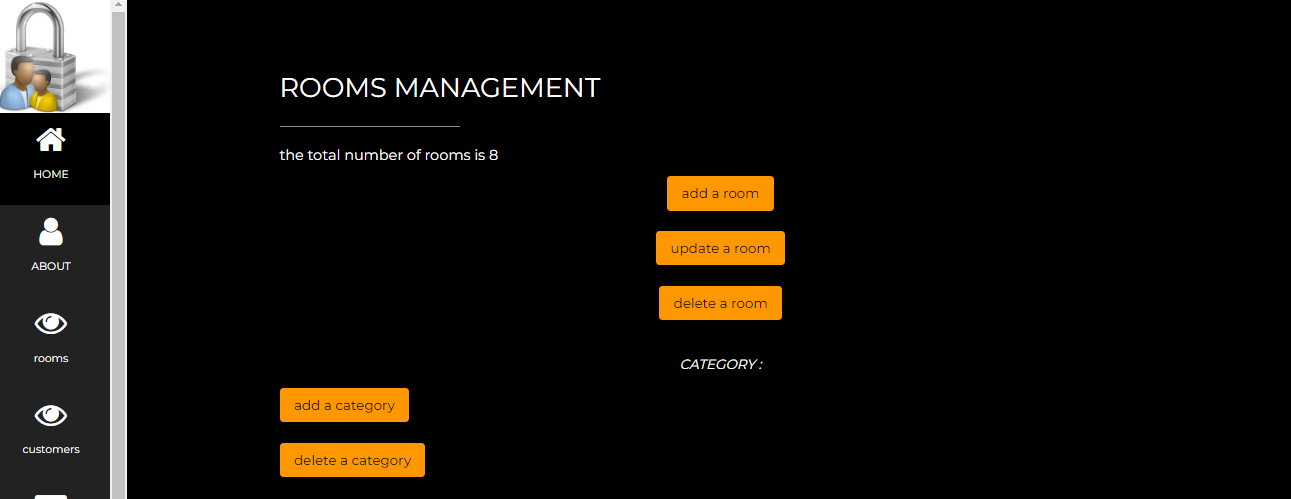 HOME
ABOUT
rooms
customers
ROOMS MANAGEMENT
the total number of rooms is 8
add a room
update a room
delete a room
CATEGORY :
add a category
delete a category